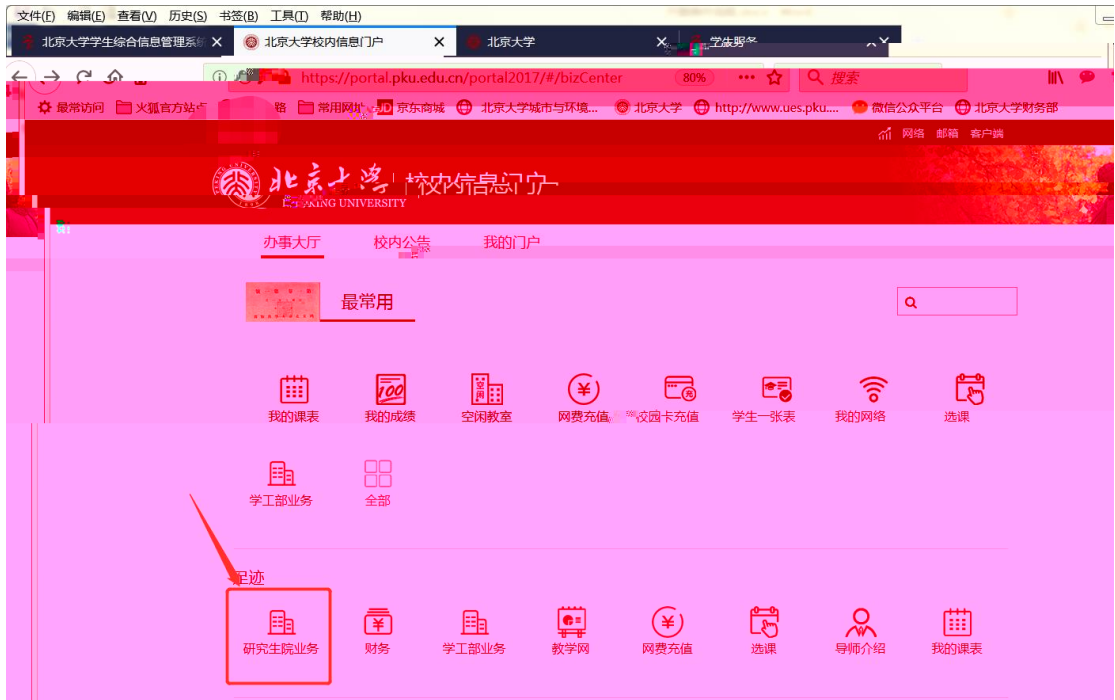 文件(F) 编辑(E) 查看(V) 历史(S) 书签(B) 工具(T) 帮助(H)
北京大学学生综合信息管理系统 北京大学校内信息门户 北京大学
https://portal.pku.edu.cn/portal2017/#/bizCenter 80% 搜索
最常访问 火狐官方站点 常用网址 京东商城 北京大学城市与环境... 北京大学 http://www.ues.pku.... 微信公众平台 北京大学财务部
网络 邮箱 客户端
北京大学 校内信息门户
PEKING UNIVERSITY
办事大厅 校内公告 我的门户
最常用
我的课表 我的成绩 空闲教室 网费充值 校园卡充值 学生一张表 我的网络 选课
学工部业务 全部
足迹
研究生院业务 财务 学工部业务 教学网 网费充值 选课 导师介绍 我的课表